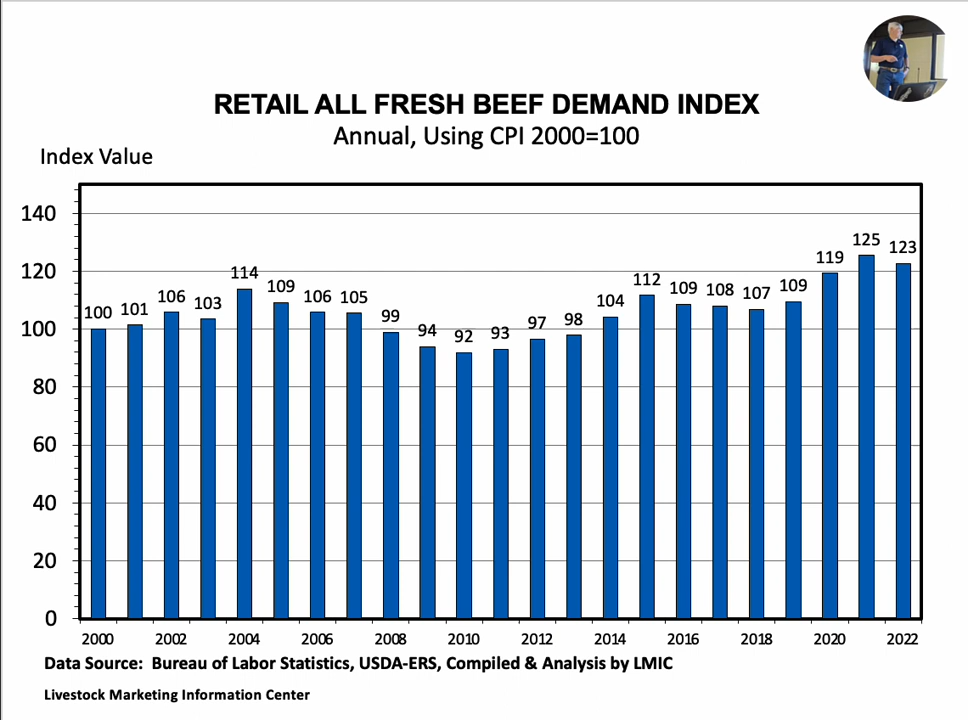 RETAIL ALL FRESH BEEF DEMAND INDEX
Annual, Using CPI 2000=100
Index Value
140
120
100
80
60
40
20
0
100 101 106 103 114 109 106 105 99 94 92 93 97 98 104 112 109 108 107 109 119 125 123
2000 2002 2004 2006 2008 2010 2012 2014 2016 2018 2020 2022
Data Source: Bureau of Labor Statistics, USDA-ERS, Compiled & Analysis by LMIC
Livestock Marketing Information Center